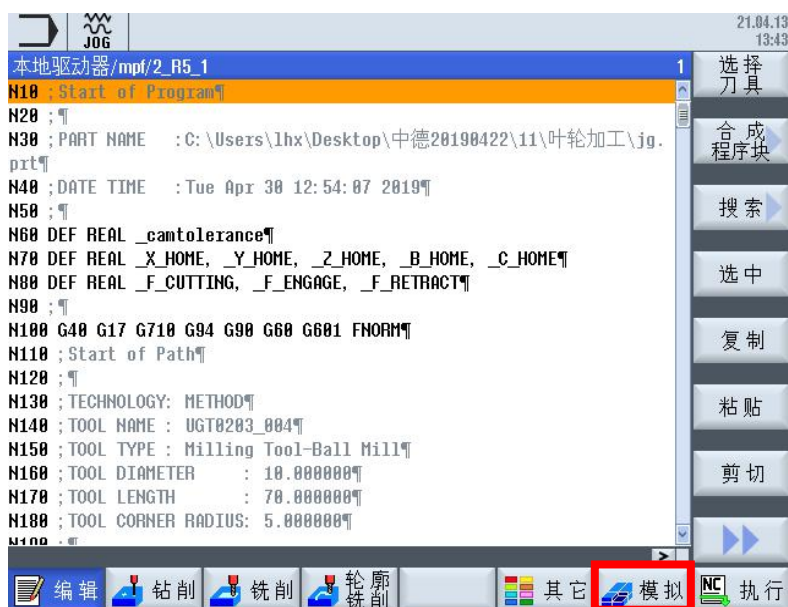 JOG
21.04.13
13:43
本地驱动器/mpf/2_R5_1 1
N10 ;Start of Program¶
N20 ;¶
N30 ;PART NAME :C:\Users\lhx\Desktop\中德20190422\11\叶轮加工\jg.
prt¶
N40 ;DATE TIME :Tue Apr 30 12:54:07 2019¶
N50 ;¶
N60 DEF REAL _camtolerance¶
N70 DEF REAL _X_HOME, _Y_HOME, _Z_HOME, _B_HOME, _C_HOME¶
N80 DEF REAL _F_CUTTING, _F_ENGAGE, _F_RETRACT¶
N90 ;¶
N100 G40 G17 G710 G94 G90 G60 G601 FNORM¶
N110 ;Start of Path¶
N120 ;¶
N130 ;TECHNOLOGY: METHOD¶
N140 ;TOOL NAME : UGT0203_004¶
N150 ;TOOL TYPE : Milling Tool-Ball Mill¶
N160 ;TOOL DIAMETER : 10.000000¶
N170 ;TOOL LENGTH : 70.000000¶
N180 ;TOOL CORNER RADIUS: 5.000000¶
N190 ;¶
选择
刀具
合成
程序块
搜索
选中
复制
粘贴
剪切
编辑
钻削
铣削
轮廓
铣削
其它
模拟
NC
执行